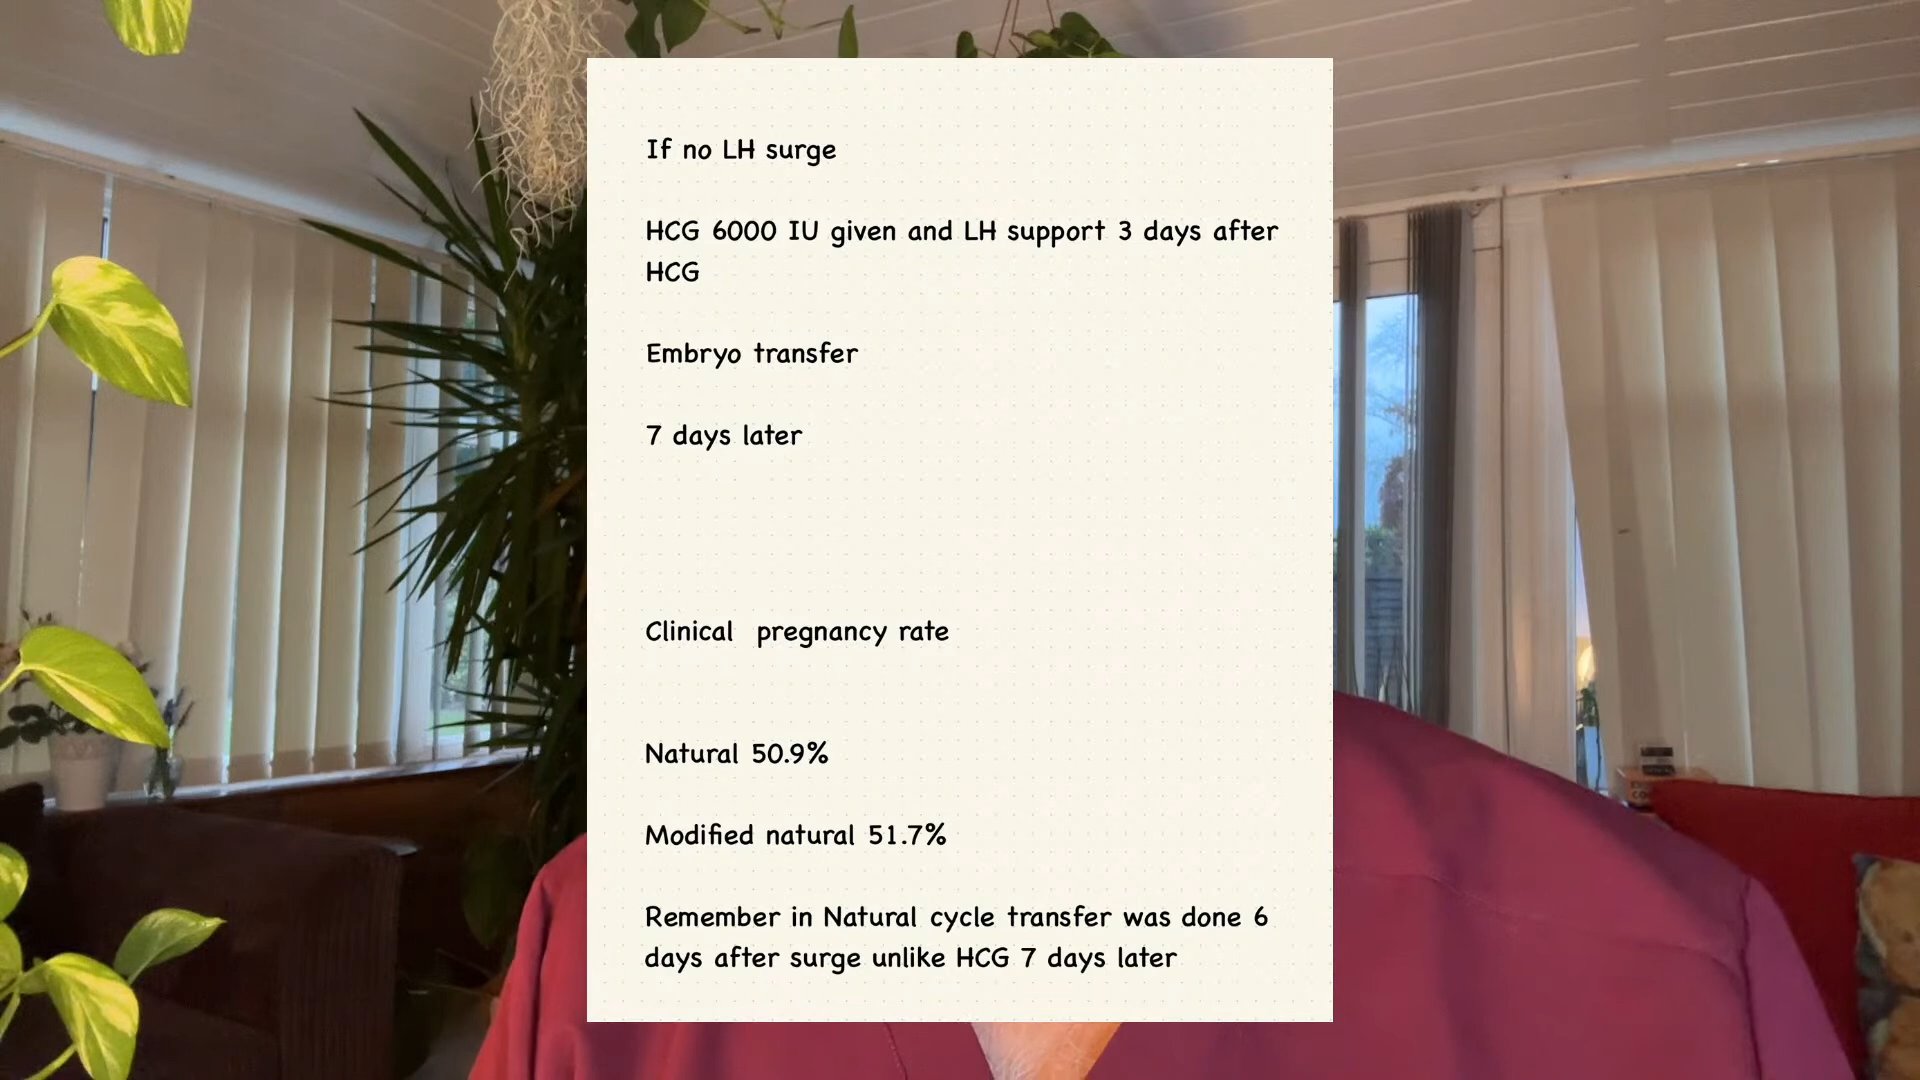 If no LH surge
HCG 6000 IU given and LH support 3 days after
HCG
Embryo transfer
7 days later
Clinical pregnancy rate
Natural 50.9%
Modified natural 51.7%
Remember in Natural cycle transfer was done 6
days after surge unlike HCG 7 days later